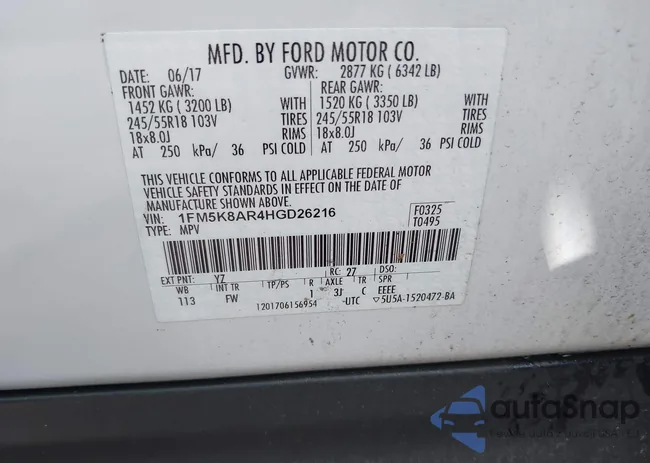 MFD. BY FORD MOTOR CO.
DATE: 06/17 GVWR: 2877 KG ( 6342 LB)
FRONT GAWR: REAR GAWR:
1452 KG ( 3200 LB) WITH 1520 KG ( 3350 LB) WITH
245/55R18 103V TIRES 245/55R18 103V TIRES
18x8.0J RIMS 18x8.0J RIMS
AT 250 kPa/ 36 PSI COLD AT 250 kPa/ 36 PSI COLD
THIS VEHICLE CONFORMS TO ALL APPLICABLE FEDERAL MOTOR
VEHICLE SAFETY STANDARDS IN EFFECT ON THE DATE OF
MANUFACTURE SHOWN ABOVE.
VIN: 1FM5K8AR4HGD26216 F0325
TYPE: MPV T0495
EXT PNT: YZ RC: 27 DSO:
WB INT TR TP/PS R AXLE TR SPR
113 FW 1 3J C EEEE
1201706156954 -UTC 5U5A-1520472-BA
autoSnap